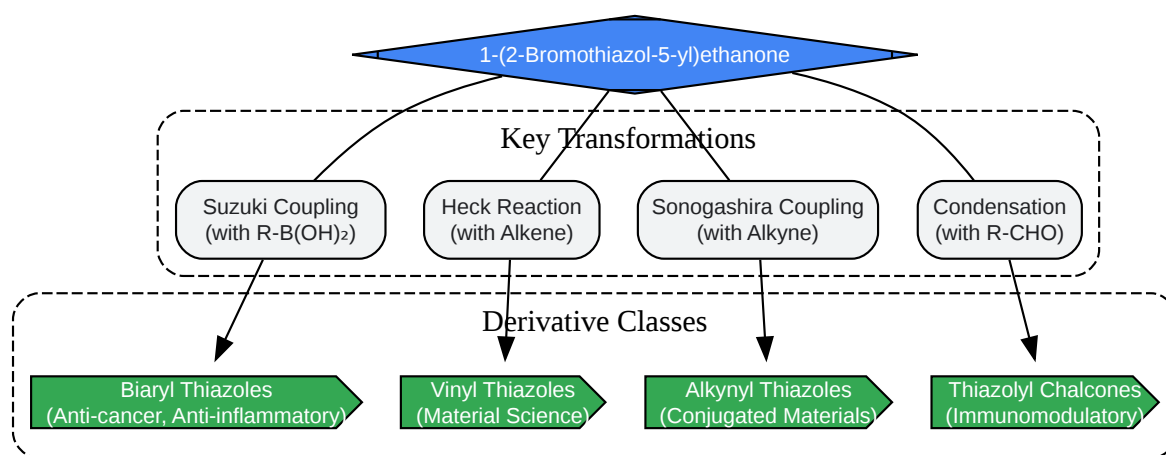 1-(2-Bromothiazol-5-yl)ethanone
Key Transformations
Suzuki Coupling
(with R-B(OH)₂)
Heck Reaction
(with Alkene)
Sonogashira Coupling
(with Alkyne)
Condensation
(with R-CHO)
Derivative Classes
Biaryl Thiazoles
(Anti-cancer, Anti-inflammatory)
Vinyl Thiazoles
(Material Science)
Alkynyl Thiazoles
(Conjugated Materials)
Thiazolyl Chalcones
(Immunomodulatory)